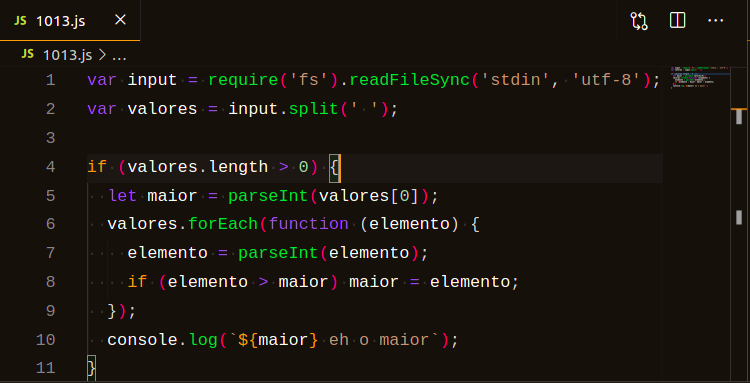 JS 1013.js ×
JS 1013.js > ...
1 var input = require('fs').readFileSync('stdin', 'utf-8');
2 var valores = input.split(' ');
3
4 if (valores.length > 0) {
5   let maior = parseInt(valores[0]);
6   valores.forEach(function (elemento) {
7     elemento = parseInt(elemento);
8     if (elemento > maior) maior = elemento;
9   });
10   console.log(`${maior} eh o maior`);
11 }